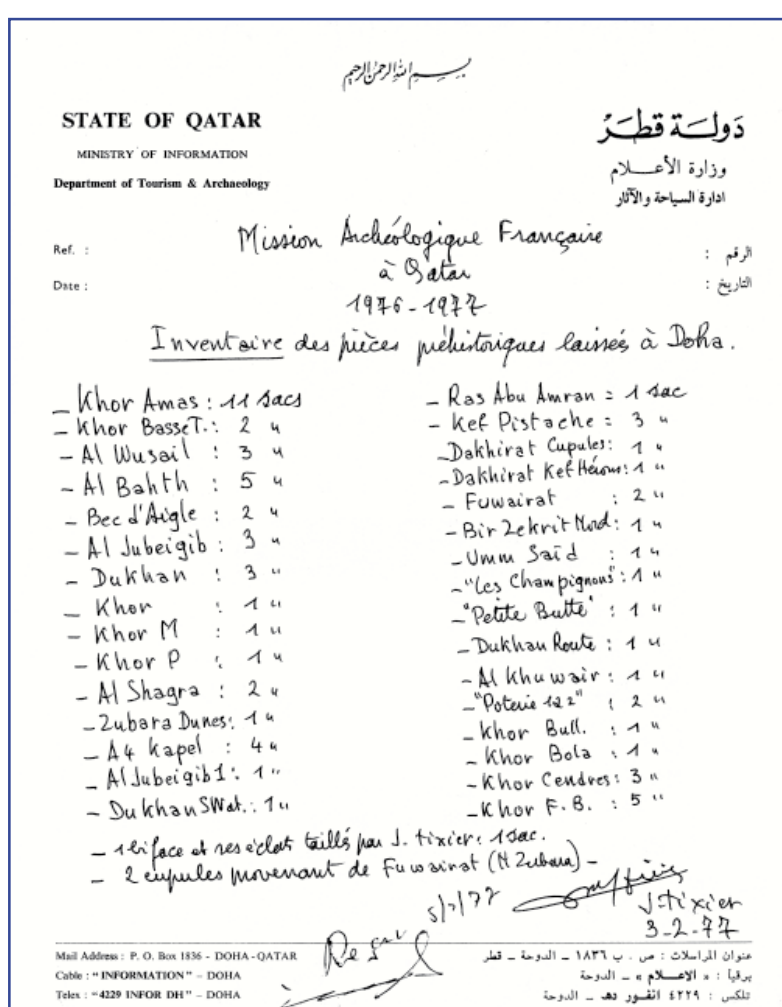 بسم الله الرحمن الرحيم
STATE OF QATAR
MINISTRY OF INFORMATION
Department of Tourism & Archaeology
دولة قطر
وزارة الأعلام
ادارة السياحة والآثار
Ref. :
Date :
الرقم :
التاريخ :
Mission Archéologique Française
à Qatar
1976-1977
Inventaire des pièces préhistoriques laissées à Doha.
- Khor Amas : 11 sacs
- Khor BasseT. : 2 "
- Al Wusail : 3 "
- Al Bahth : 5 "
- Bec d'Aigle : 2 "
- Al Jubeigib : 3 "
- Dukhan : 3 "
- Khor : 1 "
- Khor M : 1 "
- Khor P : 1 "
- Al Shagra : 2 "
- Zubara Dunes : 1 "
- A4 Kapel : 4 "
- Al Jubeigib 1 : 1 "
- Dukhan SWat. : 1 "
- Ras Abu Amran = 1 sac
- Kef Pistache = 3 "
- Dakhirat Cupules : 1 "
- Dakhirat Kef Hérons : 1 "
- Fuwairat : 2 "
- Bir Zekrit Nord : 1 "
- Umm Saïd : 1 "
- "Les Champignons" : 1 "
- "Petite Butte" : 1 "
- Dukhan Route : 1 "
- Al Khuwair : 1 "
- "Poterie 122" : 2 "
- Khor Bull. : 1 "
- Khor Bola : 1 "
- Khor Cendres : 3 "
- Khor F.B. : 5 "
- 1 biface et ses éclats taillés par J. Tixier : 1 sac.
- 2 cupules provenant de Fuwairat (N Zubara) -
J. Tixier
3-2-77
Mail Address : P. O. Box 1836 - DOHA - QATAR
Cable : "INFORMATION" – DOHA
Telex : "4229 INFOR DH" – DOHA
عنوان المراسلات : ص . ب ١٨٣٦ ـ الدوحة ـ قطر
برقيا : « الاعلام » ـ الدوحة
تلكس : ٤٢٢٩ انفور دهـ ـ الدوحة